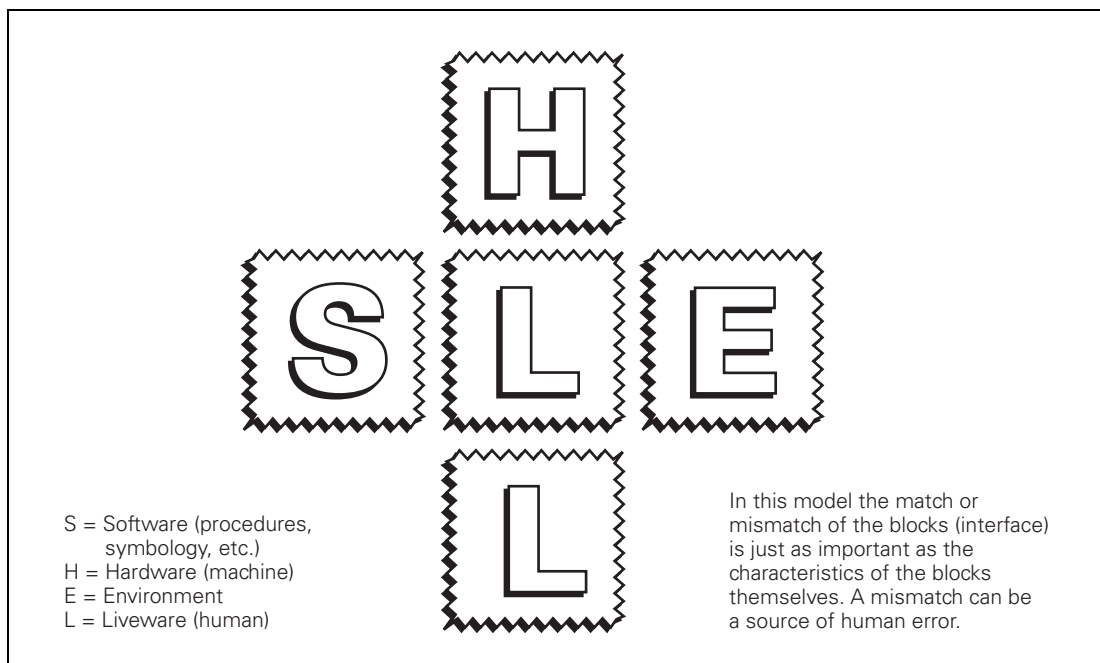 H
S L E
L
S = Software (procedures,
symbology, etc.)
H = Hardware (machine)
E = Environment
L = Liveware (human)
In this model the match or
mismatch of the blocks (interface)
is just as important as the
characteristics of the blocks
themselves. A mismatch can be
a source of human error.